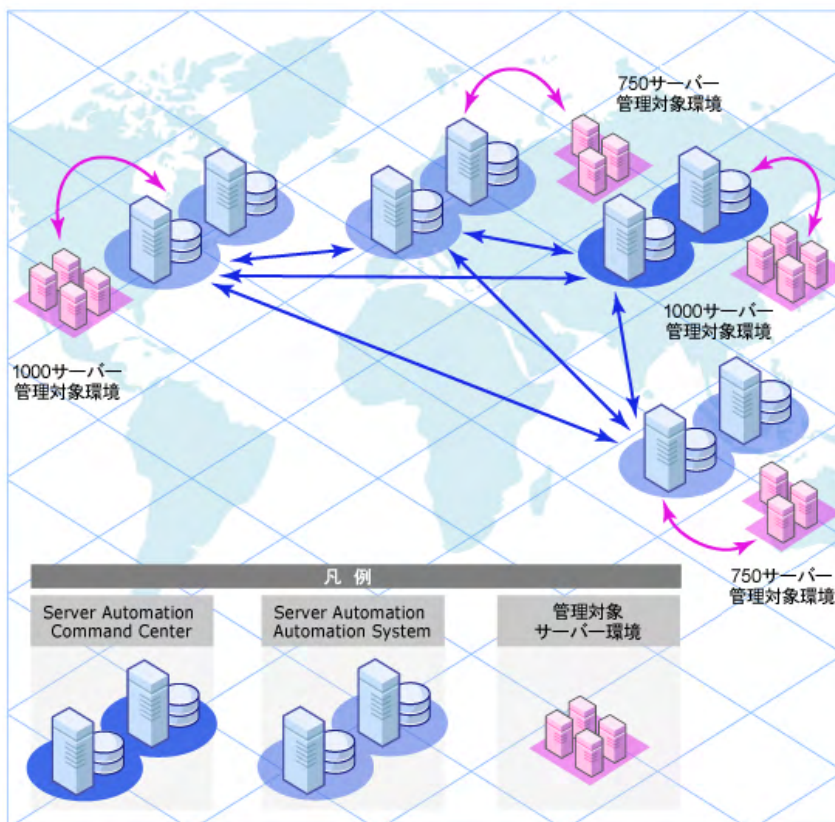 750サーバー
管理対象環境
1000サーバー
管理対象環境
1000サーバー
管理対象環境
750サーバー
管理対象環境
凡 例
Server Automation
Command Center
Server Automation
Automation System
管理対象
サーバー環境